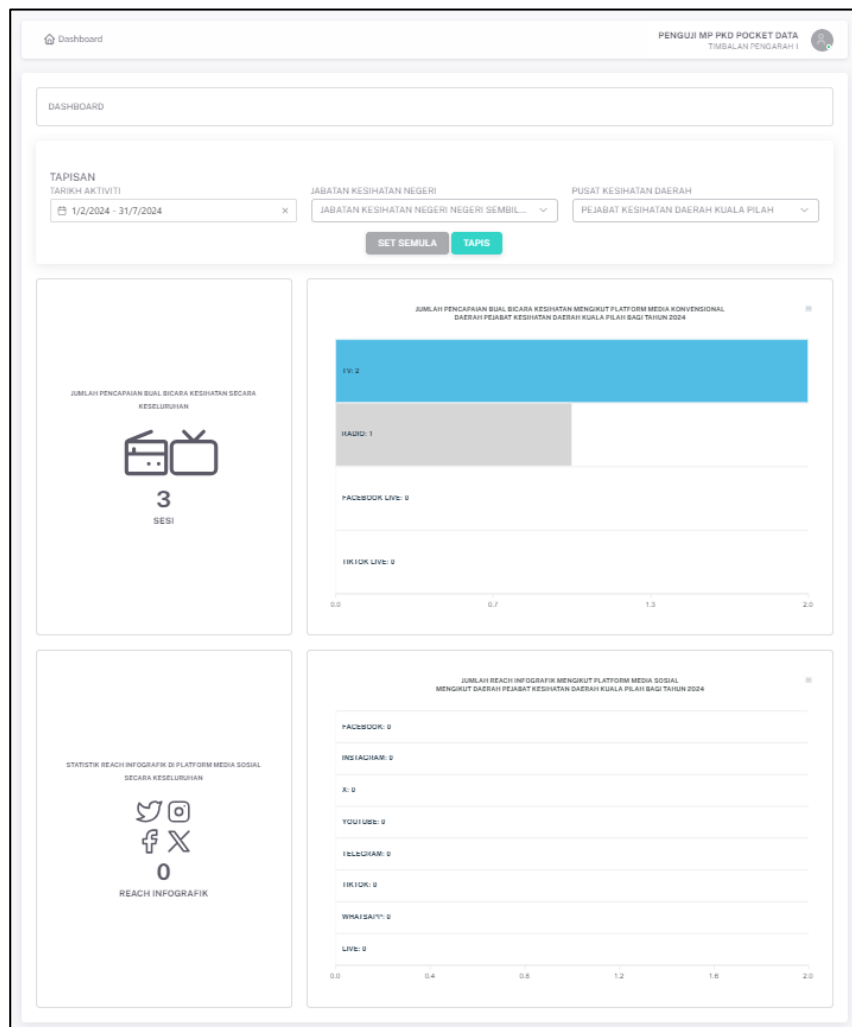 Dashboard
PENGUJI MP PKD POCKET DATA
TIMBALAN PENGARAH I
DASHBOARD
TAPISAN
TARIKH AKTIVITI
1/2/2024 - 31/7/2024
JABATAN KESIHATAN NEGERI
JABATAN KESIHATAN NEGERI NEGERI SEMBIL...
PUSAT KESIHATAN DAERAH
PEJABAT KESIHATAN DAERAH KUALA PILAH
SET SEMULA
TAPIS
JUMLAH PENCAPAIAN BUAL BICARA KESIHATAN SECARA
KESELURUHAN
3
SESI
JUMLAH PENCAPAIAN BUAL BICARA KESIHATAN MENGIKUT PLATFORM MEDIA KONVENSIONAL
DAERAH PEJABAT KESIHATAN DAERAH KUALA PILAH BAGI TAHUN 2024
TV: 2
RADIO: 1
FACEBOOK LIVE: 0
TIKTOK LIVE: 0
0.0 0.7 1.3 2.0
STATISTIK REACH INFOGRAFIK DI PLATFORM MEDIA SOSIAL
SECARA KESELURUHAN
0
REACH INFOGRAFIK
JUMLAH REACH INFOGRAFIK MENGIKUT PLATFORM MEDIA SOSIAL
MENGIKUT DAERAH PEJABAT KESIHATAN DAERAH KUALA PILAH BAGI TAHUN 2024
FACEBOOK: 0
INSTAGRAM: 0
X: 0
YOUTUBE: 0
TELEGRAM: 0
TIKTOK: 0
WHATSAPP: 0
LIVE: 0
0.0 0.4 0.8 1.2 1.6 2.0